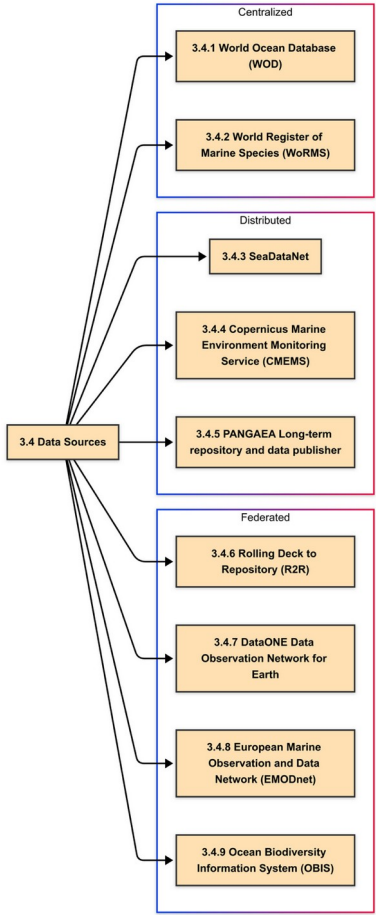 Centralized
3.4.1 World Ocean Database
(WOD)
3.4.2 World Register of
Marine Species (WoRMS)
Distributed
3.4.3 SeaDataNet
3.4.4 Copernicus Marine
Environment Monitoring
Service (CMEMS)
3.4 Data Sources
3.4.5 PANGAEA Long-term
repository and data publisher
Federated
3.4.6 Rolling Deck to
Repository (R2R)
3.4.7 DataONE Data
Observation Network for
Earth
3.4.8 European Marine
Observation and Data
Network (EMODnet)
3.4.9 Ocean Biodiversity
Information System (OBIS)